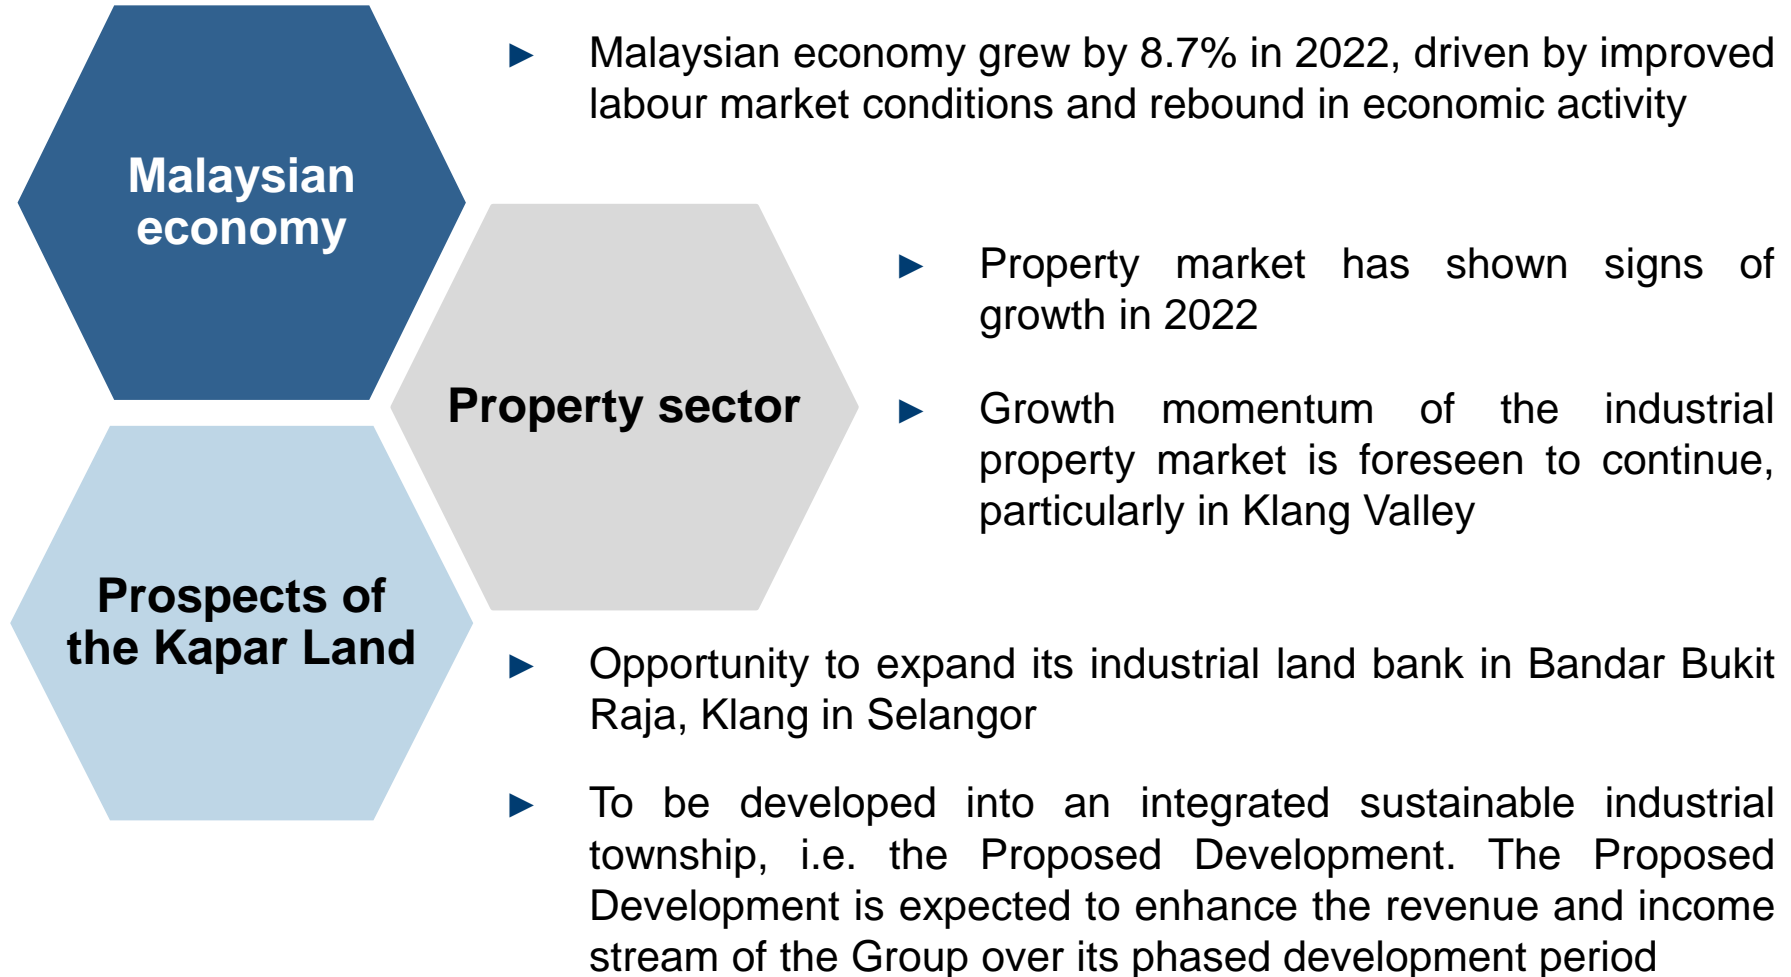 Malaysian
economy
► Malaysian economy grew by 8.7% in 2022, driven by improved
labour market conditions and rebound in economic activity
Property sector
► Property market has shown signs of
growth in 2022
► Growth momentum of the industrial
property market is foreseen to continue,
particularly in Klang Valley
Prospects of
the Kapar Land
► Opportunity to expand its industrial land bank in Bandar Bukit
Raja, Klang in Selangor
► To be developed into an integrated sustainable industrial
township, i.e. the Proposed Development. The Proposed
Development is expected to enhance the revenue and income
stream of the Group over its phased development period